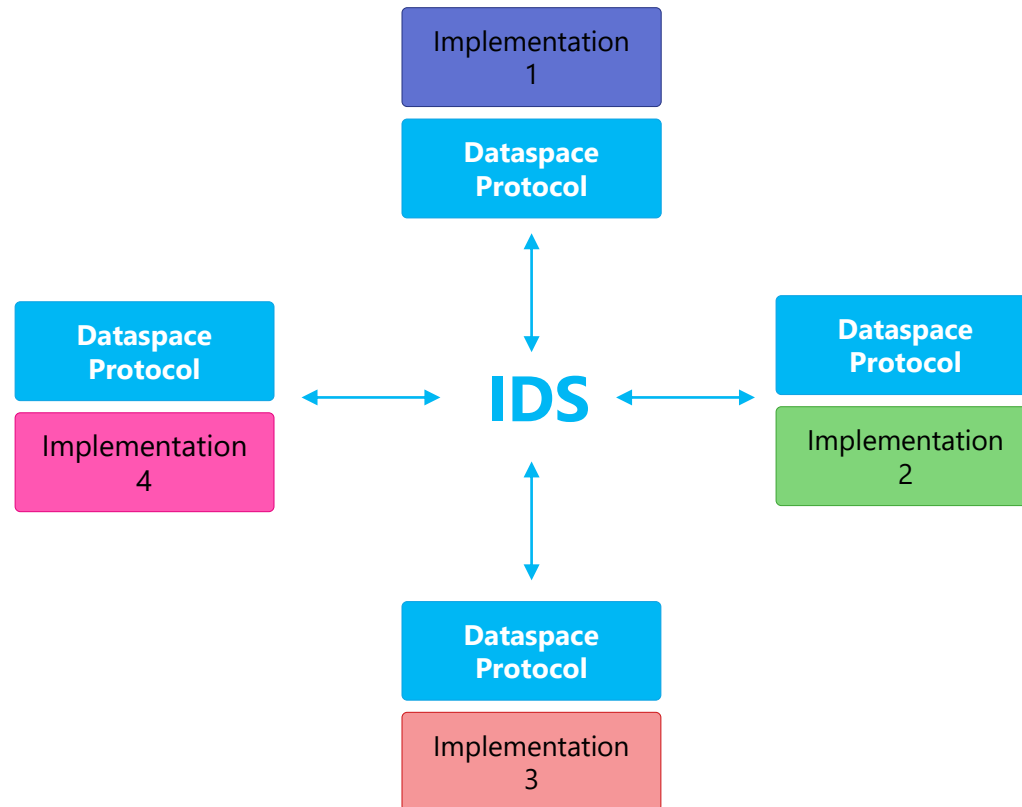 Implementation
1
Dataspace
Protocol
Dataspace
Protocol
Implementation
4
IDS
Dataspace
Protocol
Implementation
2
Dataspace
Protocol
Implementation
3